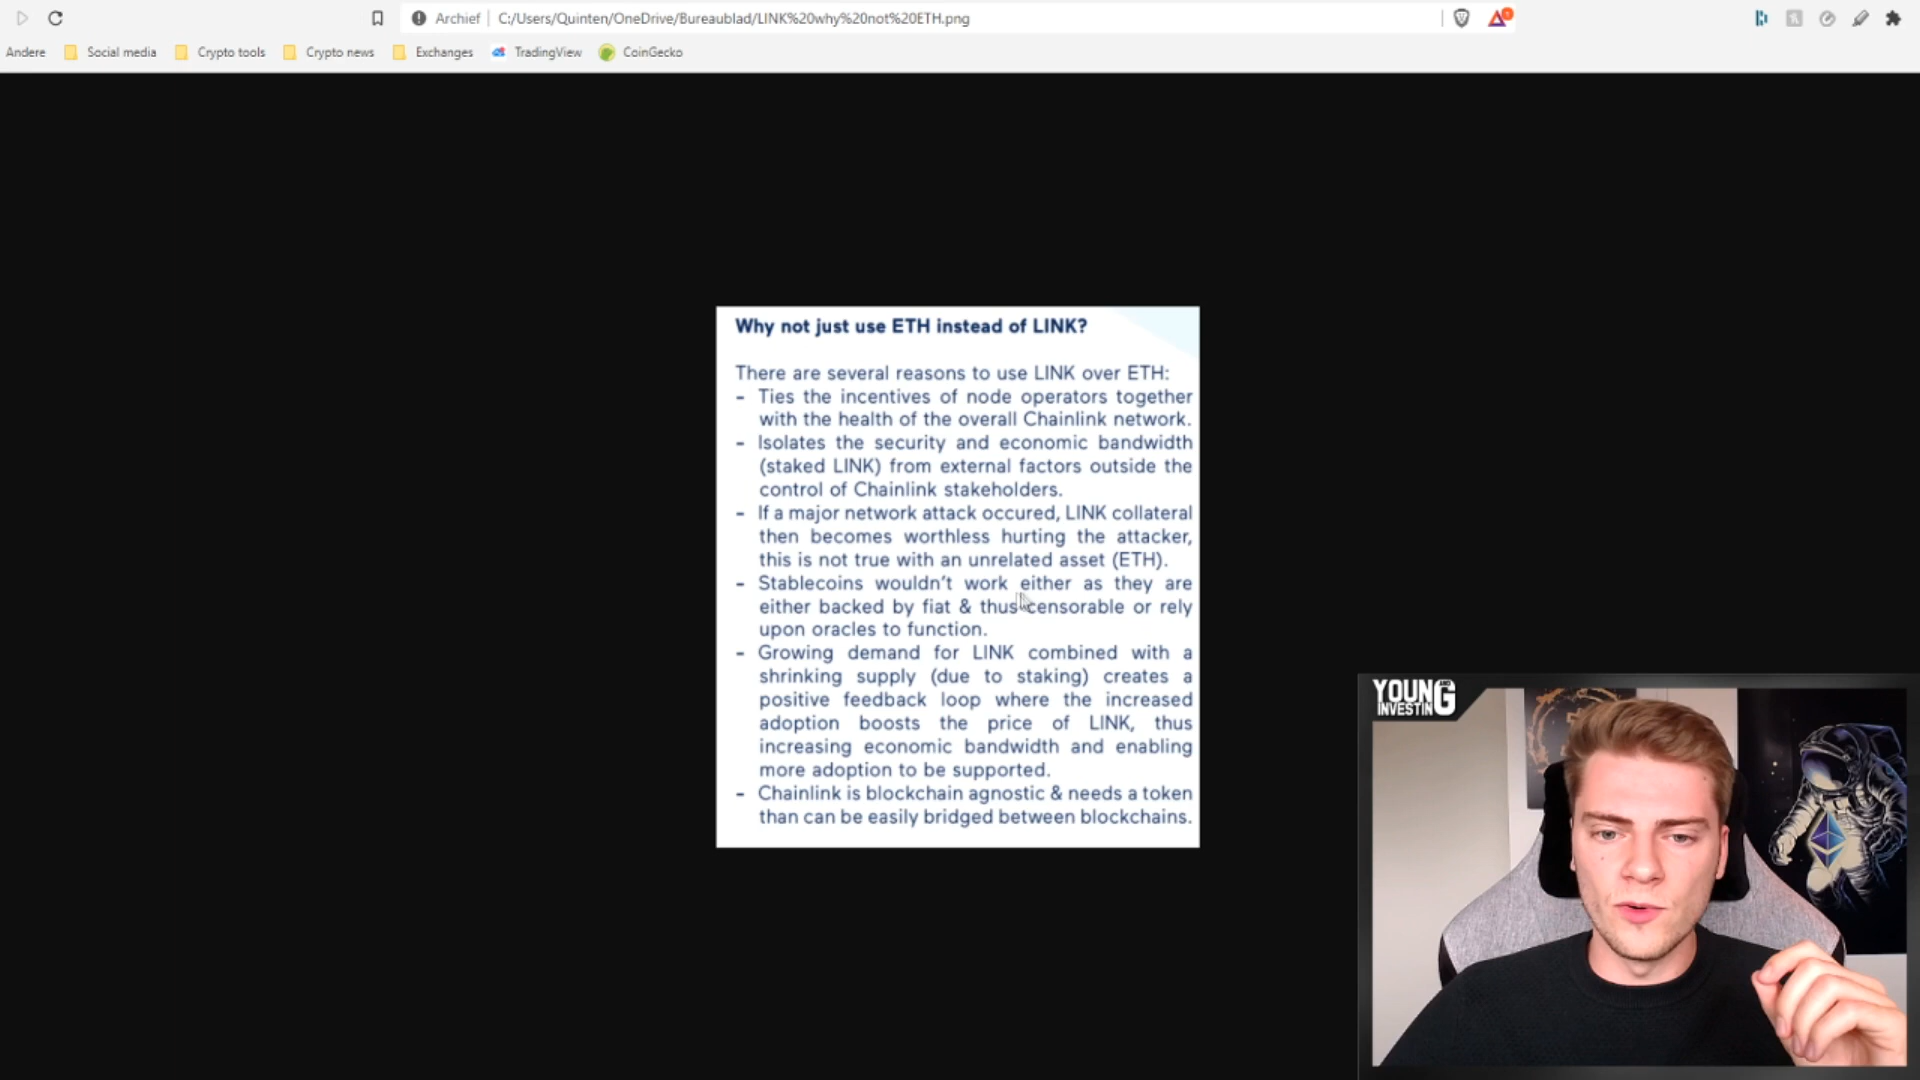 Archief
C:/Users/Quinten/OneDrive/Bureaublad/LINK%20why%20not%20ETH.png
Andere
Social media
Crypto tools
Crypto news
Exchanges
TradingView
CoinGecko
Why not just use ETH instead of LINK?
There are several reasons to use LINK over ETH:
- Ties the incentives of node operators together
with the health of the overall Chainlink network.
- Isolates the security and economic bandwidth
(staked LINK) from external factors outside the
control of Chainlink stakeholders.
- If a major network attack occured, LINK collateral
then becomes worthless hurting the attacker,
this is not true with an unrelated asset (ETH).
- Stablecoins wouldn't work either as they are
either backed by fiat & thus censorable or rely
upon oracles to function.
- Growing demand for LINK combined with a
shrinking supply (due to staking) creates a
positive feedback loop where the increased
adoption boosts the price of LINK, thus
increasing economic bandwidth and enabling
more adoption to be supported.
- Chainlink is blockchain agnostic & needs a token
than can be easily bridged between blockchains.
YOUNG
AND
INVESTING